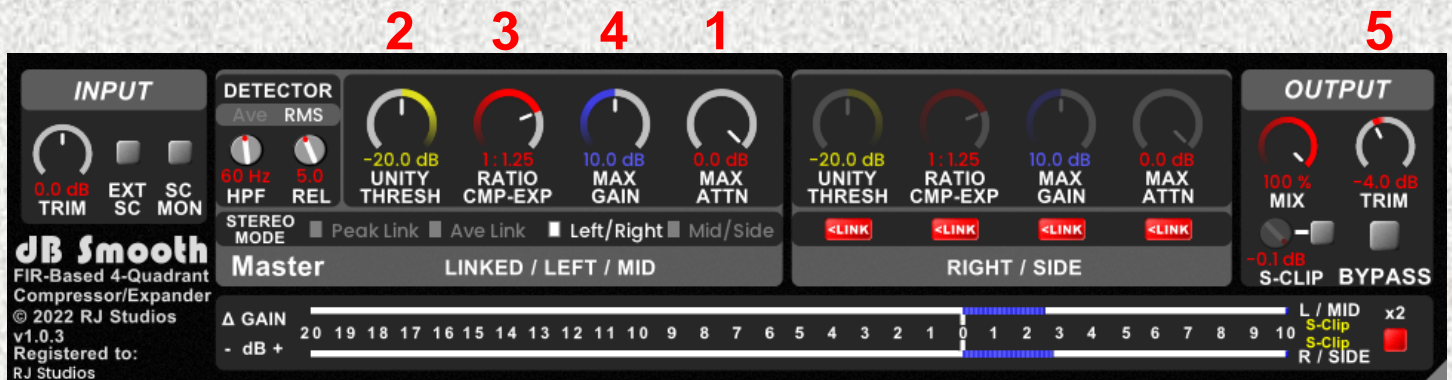 2 3 4 1 5
INPUT
0.0 dB
TRIM
EXT
SC
SC
MON
DETECTOR
Ave RMS
60 Hz
HPF
5.0
REL
-20.0 dB
UNITY
THRESH
1:1.25
RATIO
CMP-EXP
10.0 dB
MAX
GAIN
0.0 dB
MAX
ATTN
-20.0 dB
UNITY
THRESH
1:1.25
RATIO
CMP-EXP
10.0 dB
MAX
GAIN
0.0 dB
MAX
ATTN
OUTPUT
100 %
MIX
-4.0 dB
TRIM
-0.1 dB
S-CLIP
BYPASS
STEREO
MODE
Peak Link Ave Link Left/Right Mid/Side
<LINK <LINK <LINK <LINK
Master LINKED / LEFT / MID
RIGHT / SIDE
dB Smooth
FIR-Based 4-Quadrant
Compressor/Expander
© 2022 RJ Studios
v1.0.3
Registered to:
RJ Studios
Δ GAIN
- dB +
20 19 18 17 16 15 14 13 12 11 10 9 8 7 6 5 4 3 2 1 0 1 2 3 4 5 6 7 8 9 10
L / MID
S-Clip
S-Clip
R / SIDE
x2